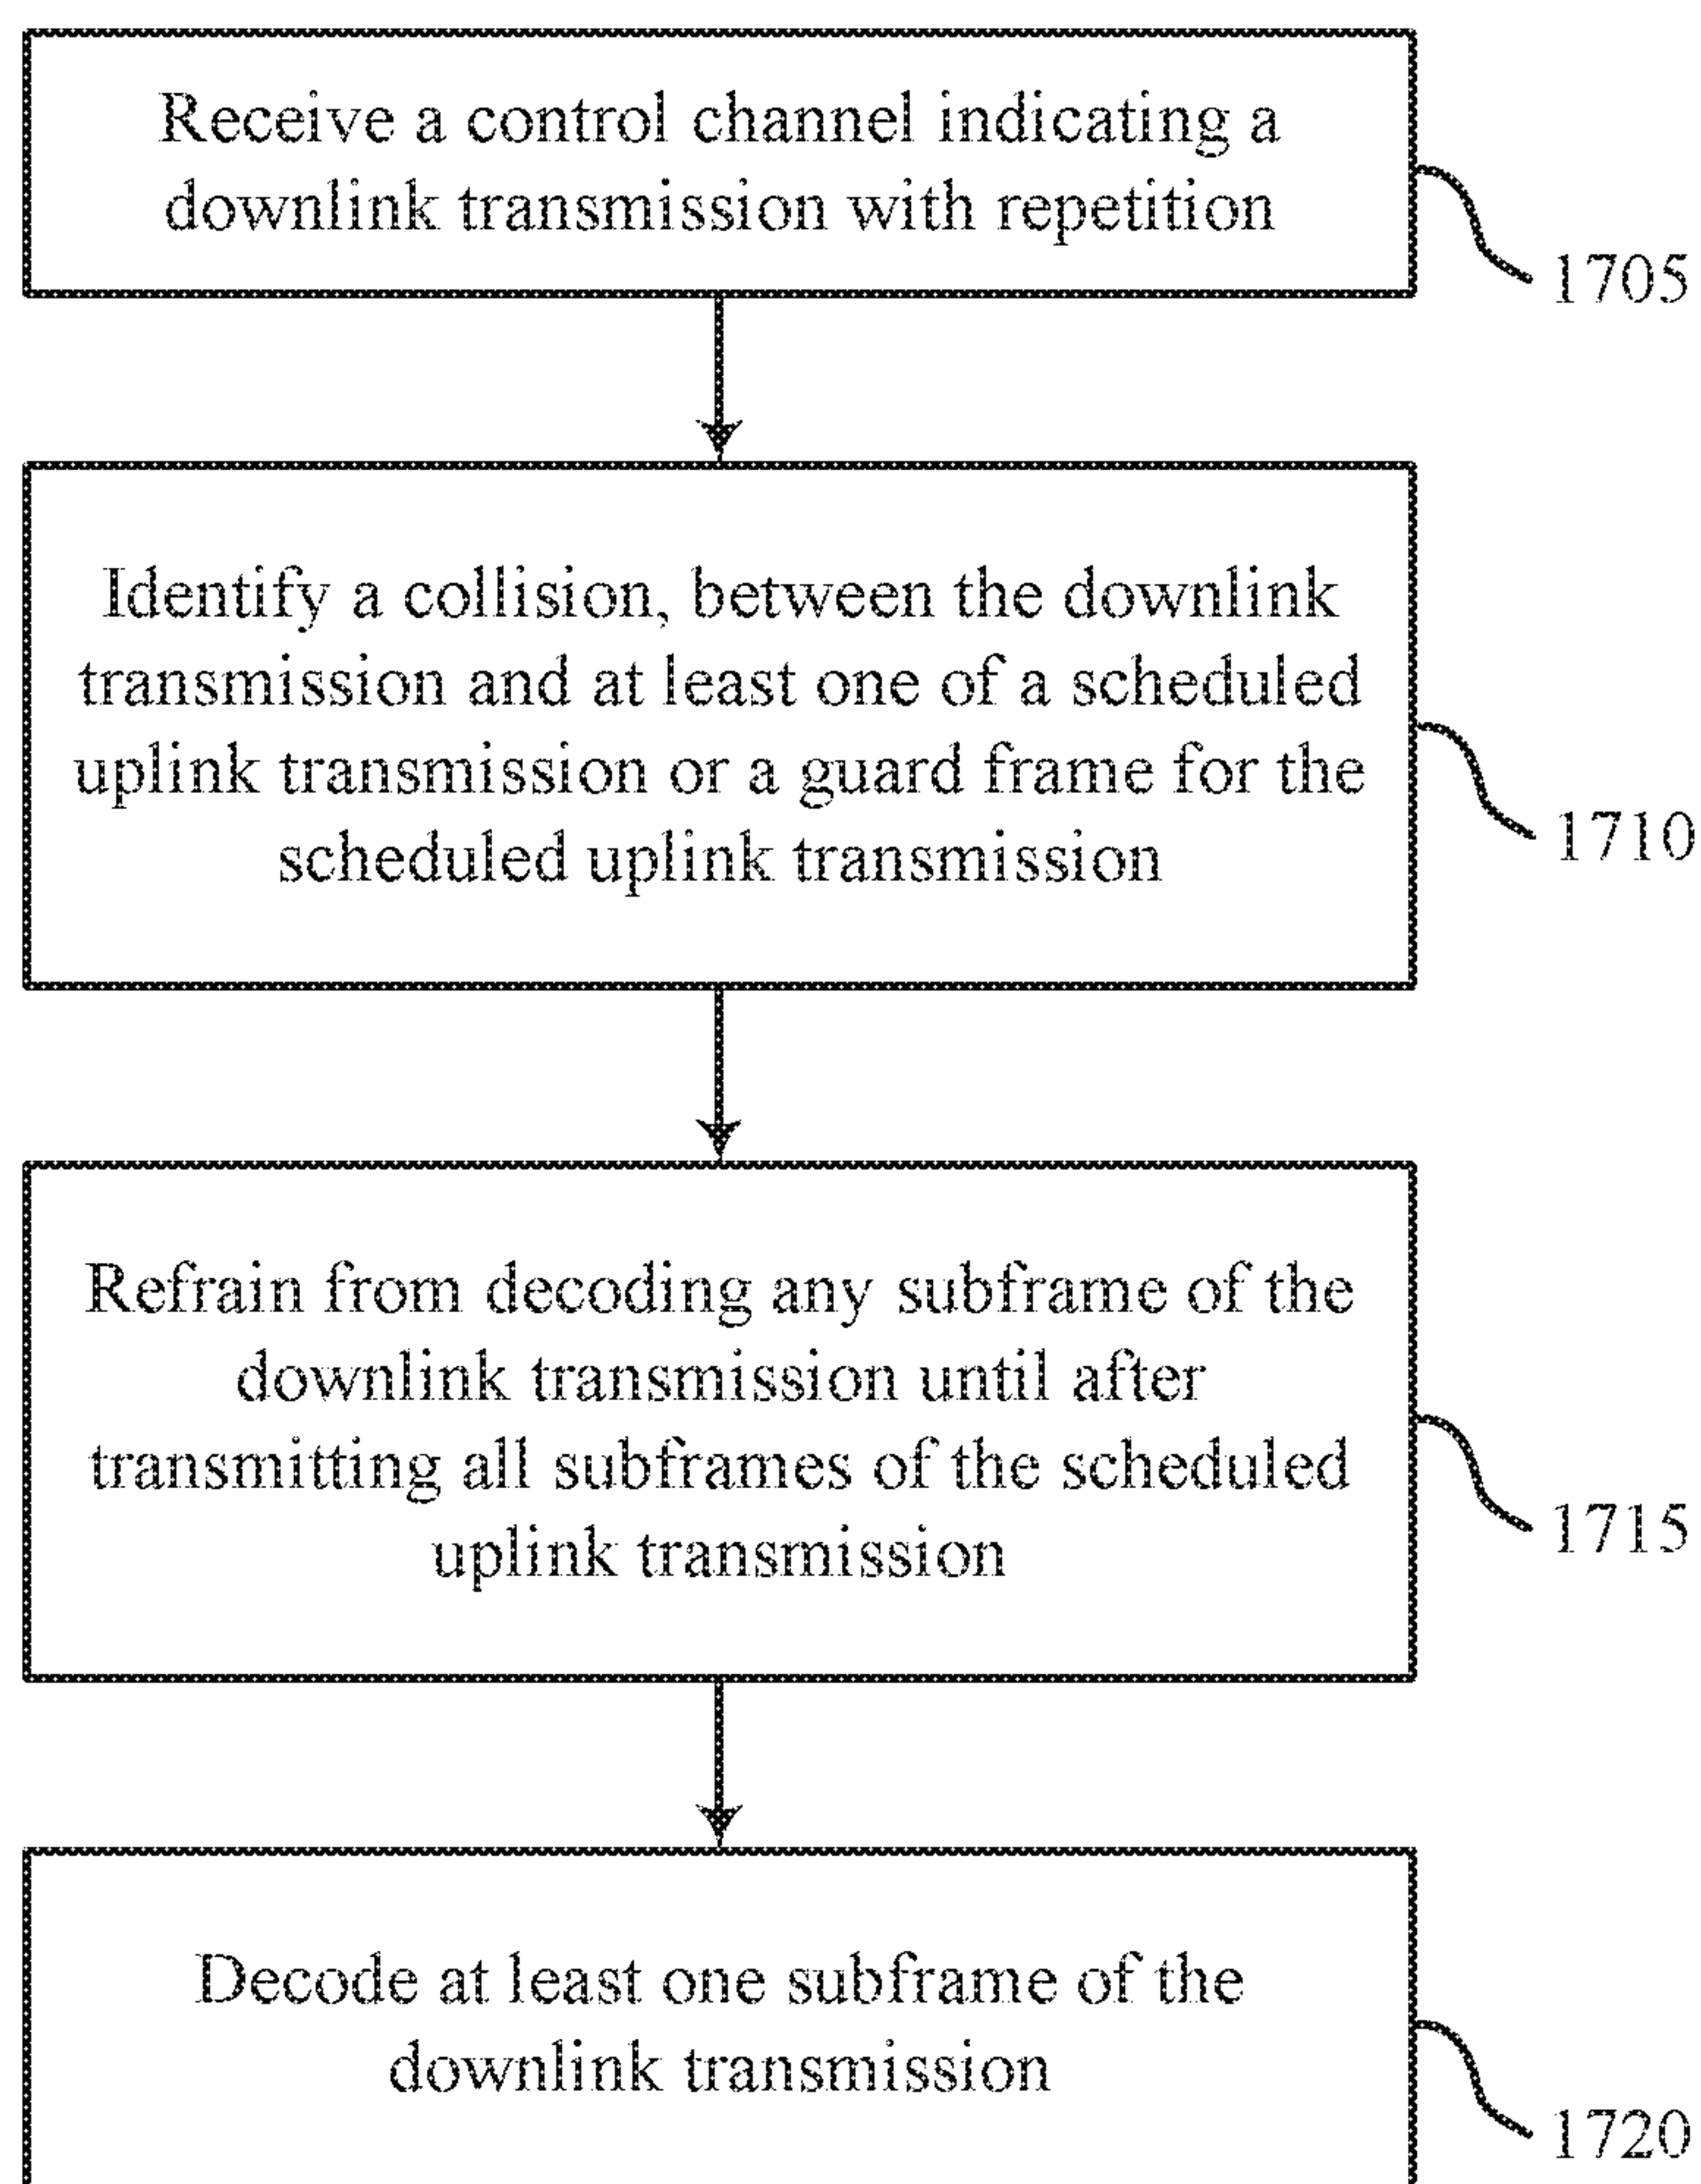 Receive a control channel indicating a
downlink transmission with repetition
1705
Identify a collision, between the downlink
transmission and at least one of a scheduled
uplink transmission or a guard frame for the
scheduled uplink transmission
1710
Refrain from decoding any subframe of the
downlink transmission until after
transmitting all subframes of the scheduled
uplink transmission
1715
Decode at least one subframe of the
downlink transmission
1720